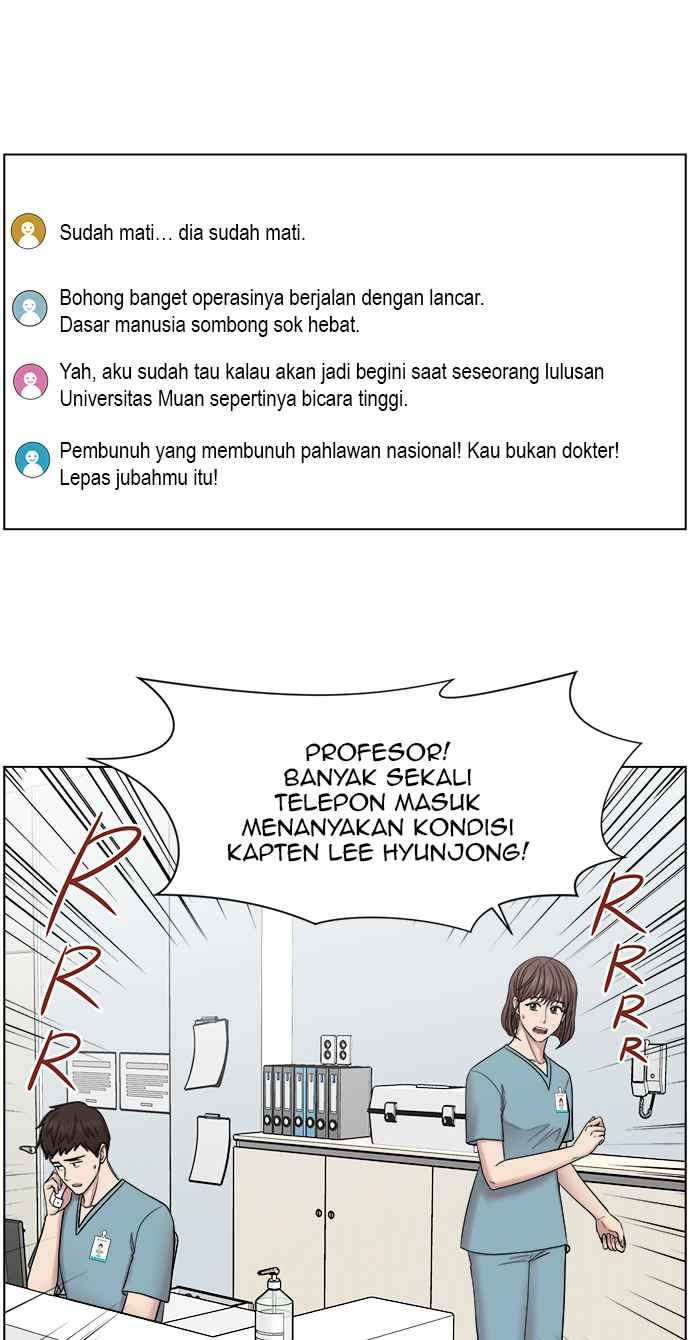 Sudah mati… dia sudah mati.
Bohong banget operasinya berjalan dengan lancar.
Dasar manusia sombong sok hebat.
Yah, aku sudah tau kalau akan jadi begini saat seseorang lulusan
Universitas Muan sepertinya bicara tinggi.
Pembunuh yang membunuh pahlawan nasional! Kau bukan dokter!
Lepas jubahmu itu!
PROFESOR!
BANYAK SEKALI
TELEPON MASUK
MENANYAKAN KONDISI
KAPTEN LEE HYUNJONG!
R
R
R
R
R
R
R